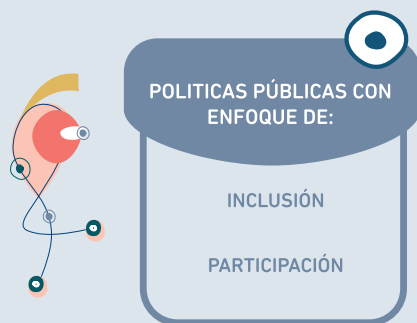 POLITICAS PÚBLICAS CON
ENFOQUE DE:
INCLUSIÓN
PARTICIPACIÓN